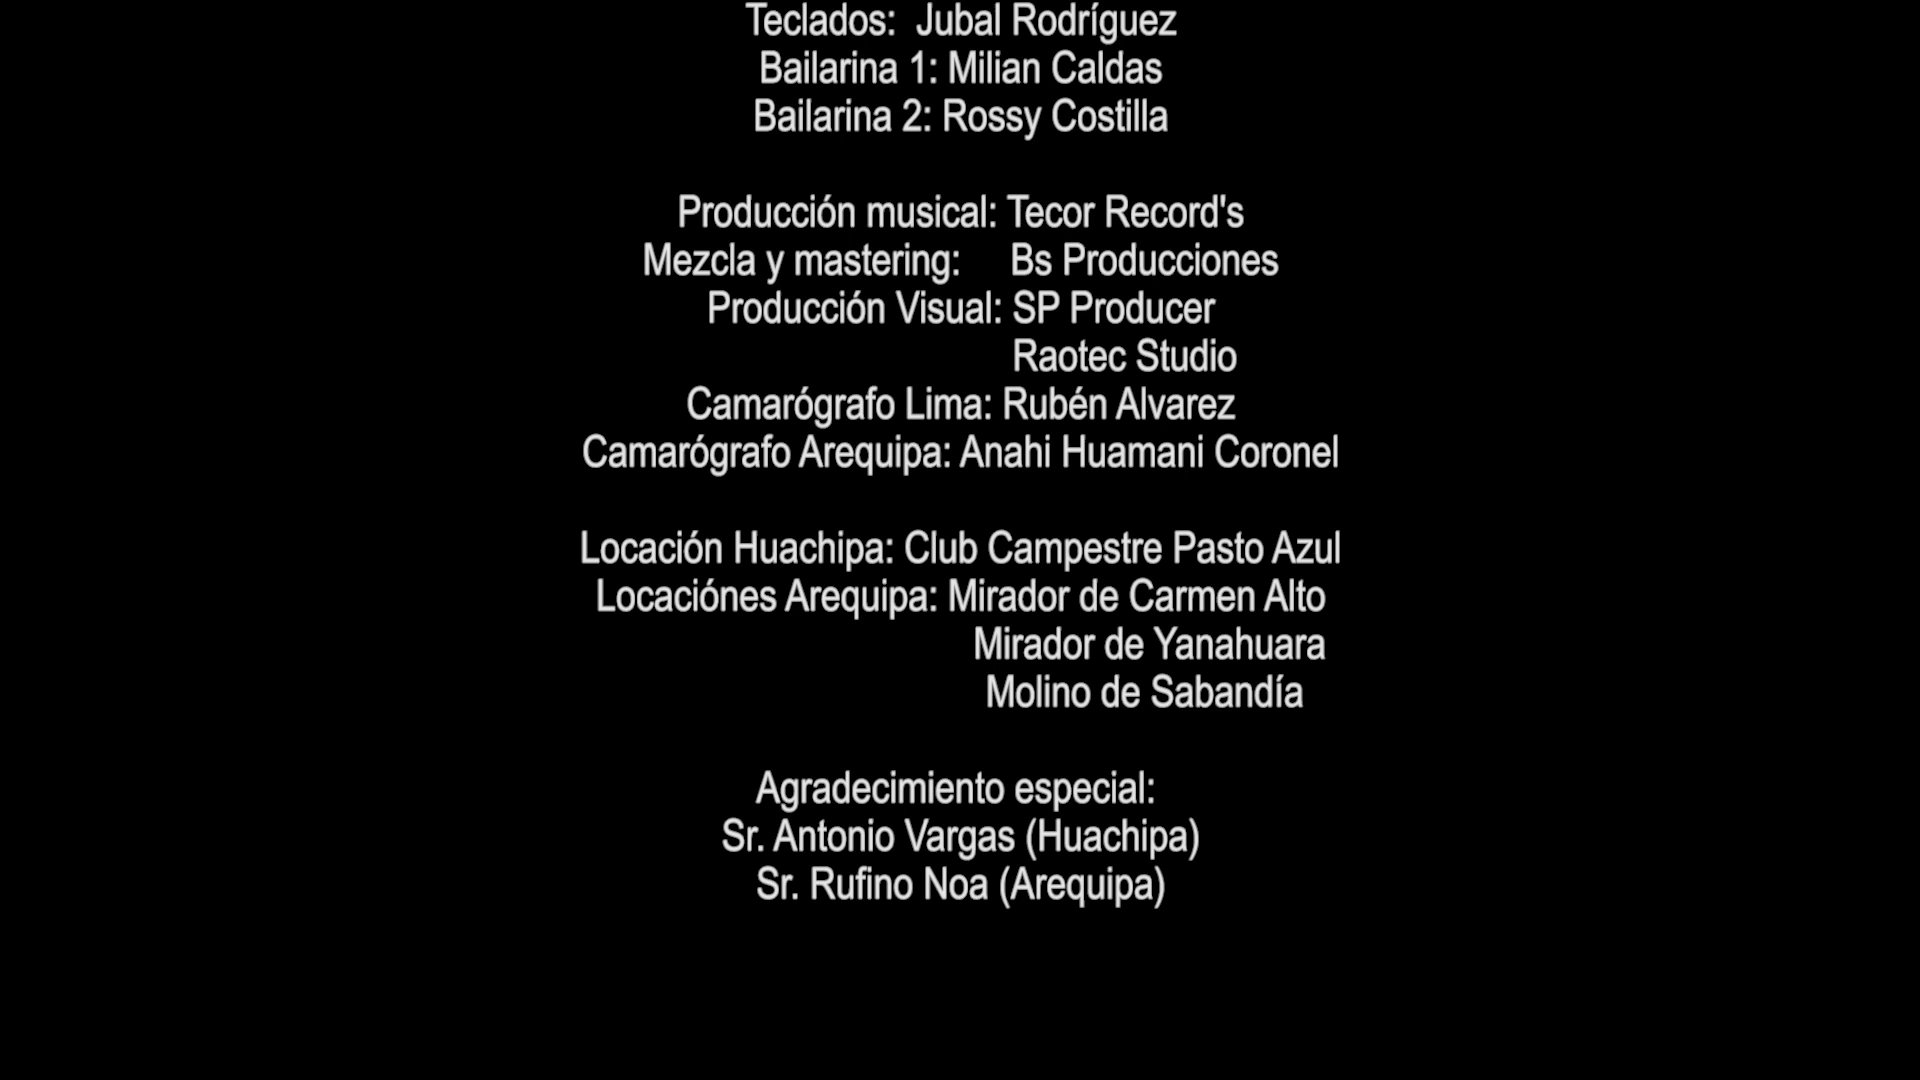 Teclados:  Jubal Rodríguez
Bailarina 1: Milian Caldas
Bailarina 2: Rossy Costilla
Producción musical: Tecor Record's
Mezcla y mastering:     Bs Producciones
Producción Visual: SP Producer
Raotec Studio
Camarógrafo Lima: Rubén Alvarez
Camarógrafo Arequipa: Anahi Huamani Coronel
Locación Huachipa: Club Campestre Pasto Azul
Locaciónes Arequipa: Mirador de Carmen Alto
Mirador de Yanahuara
Molino de Sabandía
Agradecimiento especial:
Sr. Antonio Vargas (Huachipa)
Sr. Rufino Noa (Arequipa)